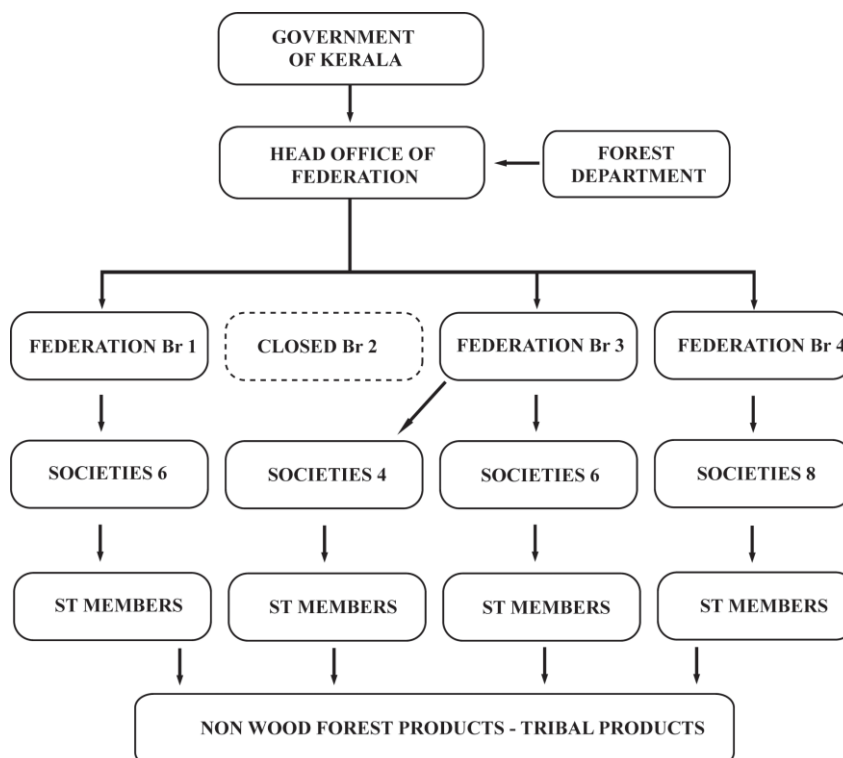 GOVERNMENT
OF KERALA
HEAD OFFICE OF
FEDERATION
FOREST
DEPARTMENT
FEDERATION Br 1
CLOSED Br 2
FEDERATION Br 3
FEDERATION Br 4
SOCIETIES 6
SOCIETIES 4
SOCIETIES 6
SOCIETIES 8
ST MEMBERS
ST MEMBERS
ST MEMBERS
ST MEMBERS
NON WOOD FOREST PRODUCTS - TRIBAL PRODUCTS